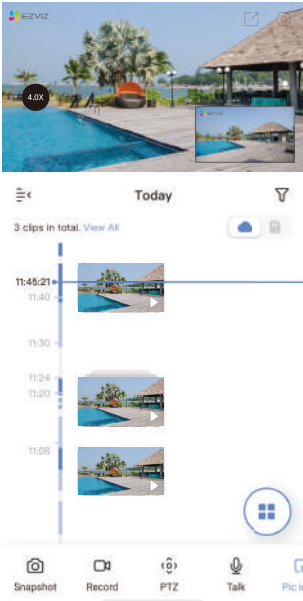 EZVIZ
4.0X
EZVIZ
Today
3 clips in total. View All
11:45:21
11:40
11:30
11:24
11:20
11:08
Snapshot
Record
PTZ
Talk
Pic i